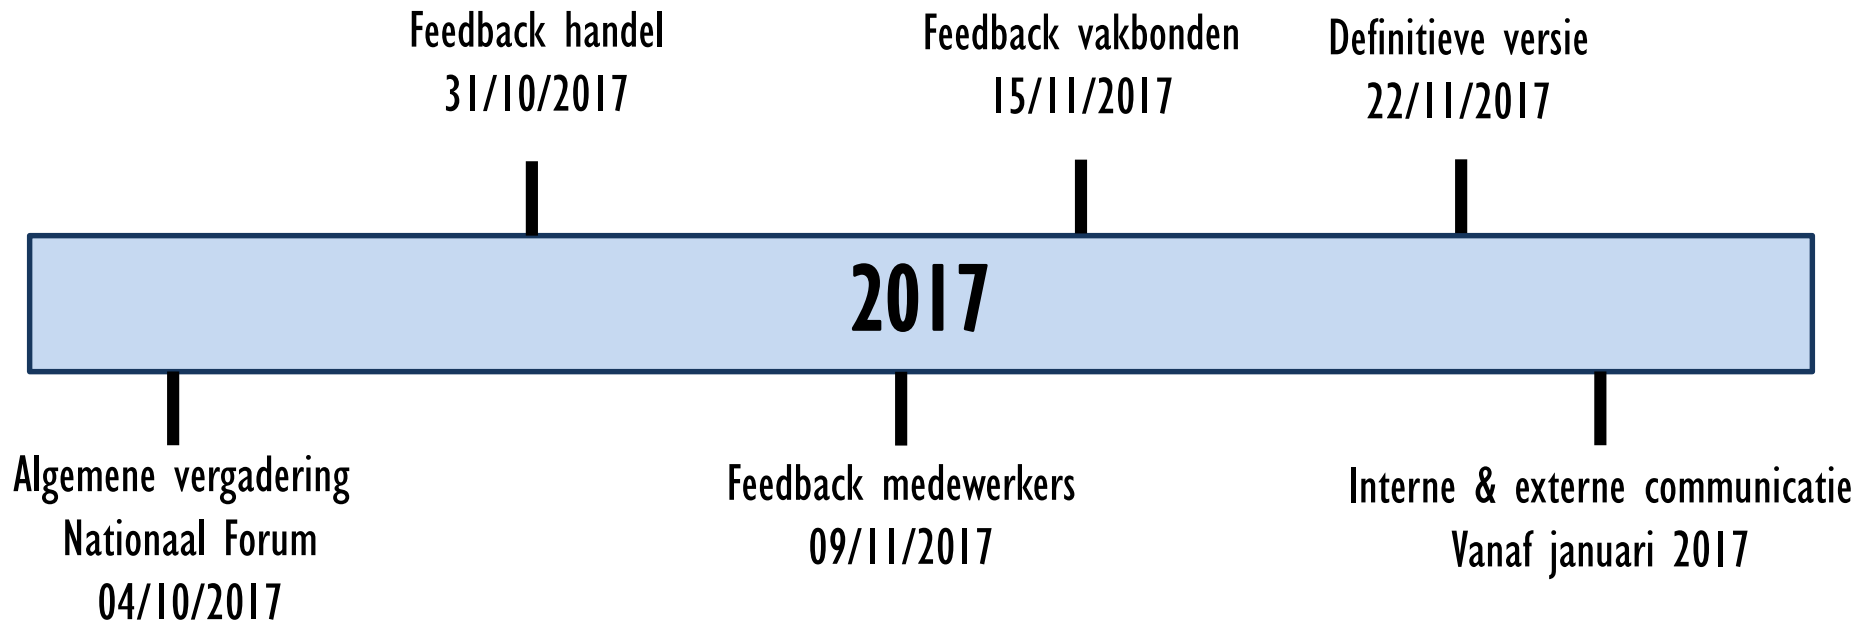 Feedback handel
31/10/2017
Feedback vakbonden
15/11/2017
Definitieve versie
22/11/2017
2017
Algemene vergadering
Nationaal Forum
04/10/2017
Feedback medewerkers
09/11/2017
Interne & externe communicatie
Vanaf januari 2017